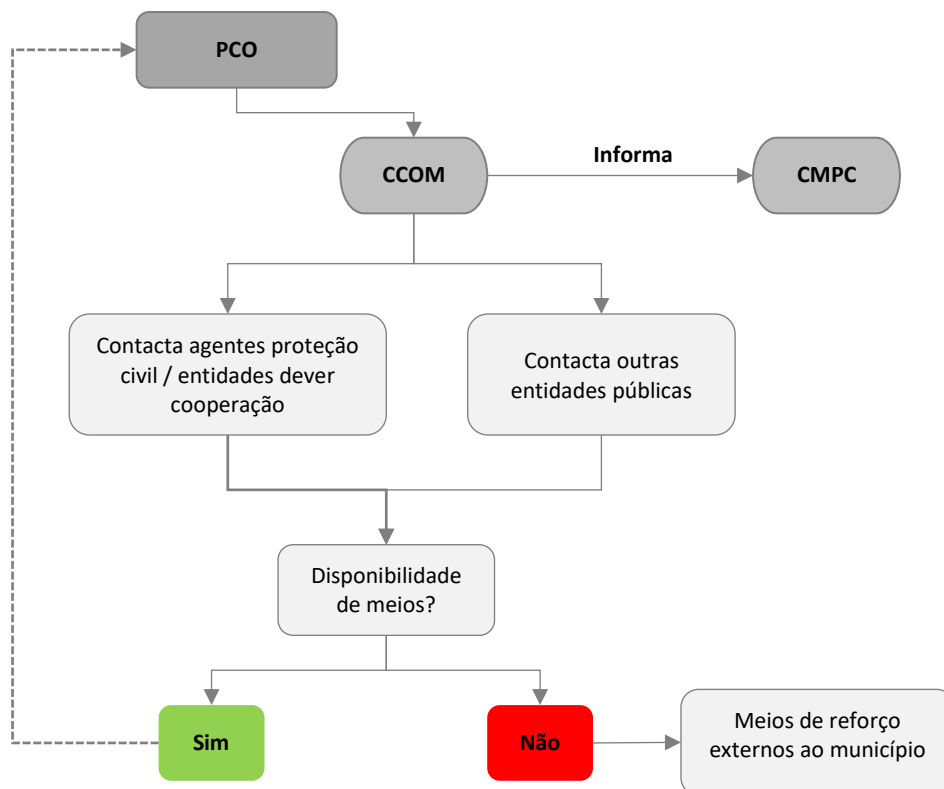 PCO
CCOM
Informa
CMPC
Contacta agentes proteção
civil / entidades dever
cooperação
Contacta outras
entidades públicas
Disponibilidade
de meios?
Sim
Não
Meios de reforço
externos ao município